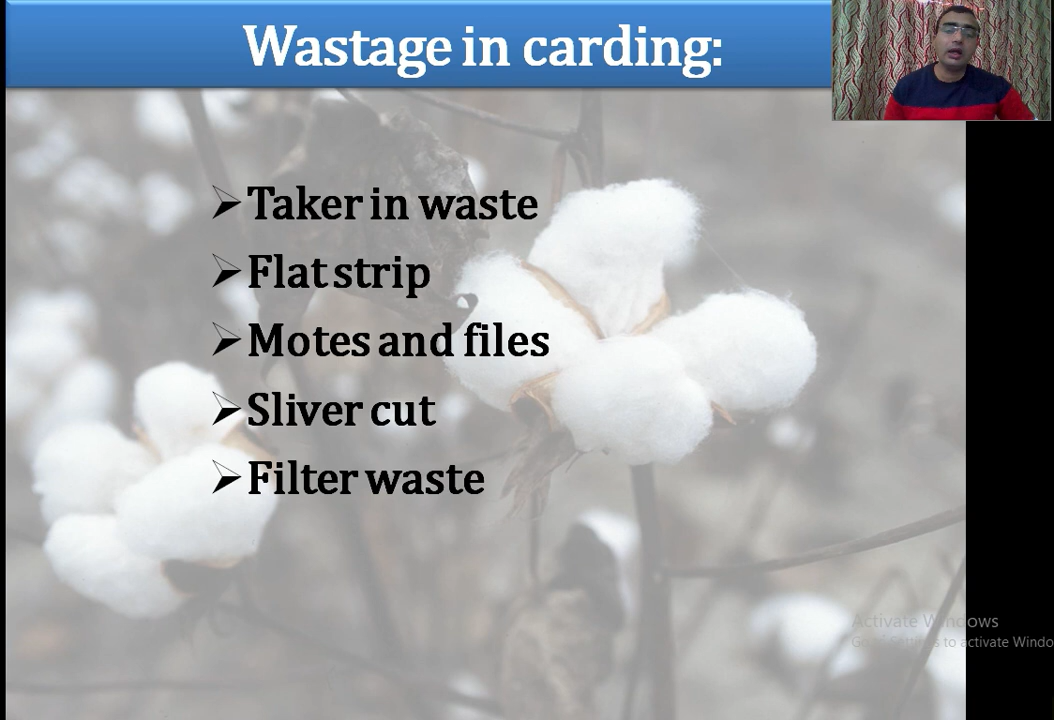 Wastage in carding:
➢Taker in waste
➢Flat strip
➢Motes and files
➢Sliver cut
➢Filter waste
Activate Windows
to activate Windo